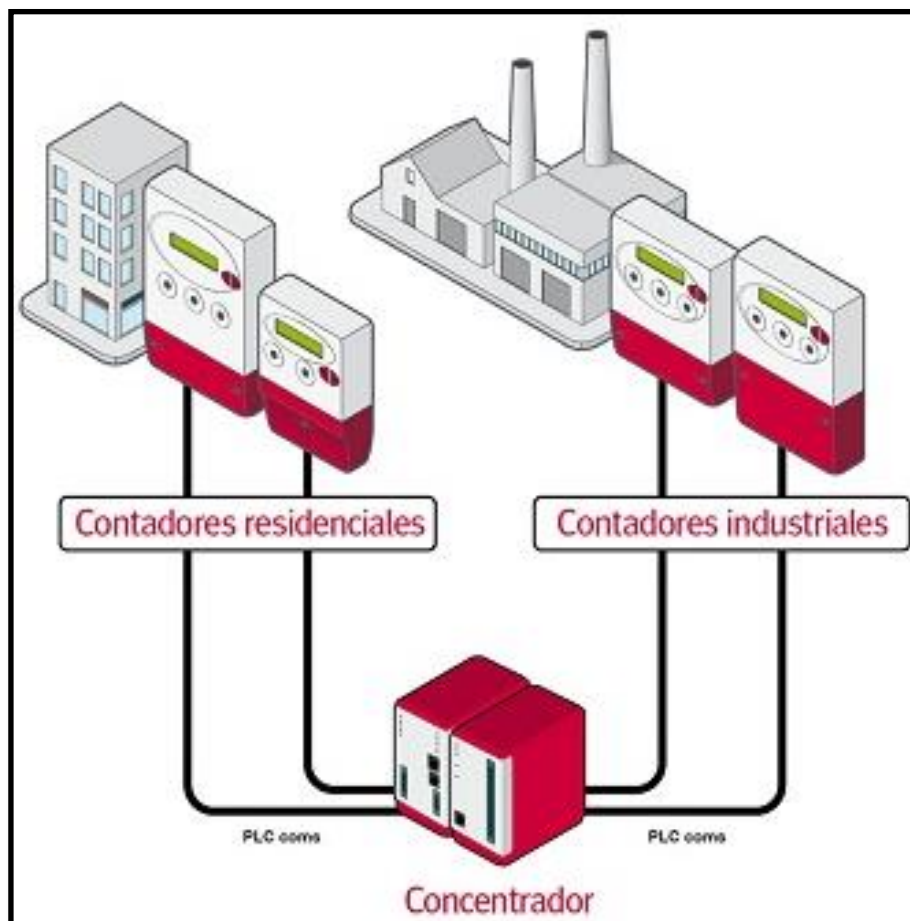 Contadores residenciales
Contadores industriales
PLC coms
PLC coms
Concentrador